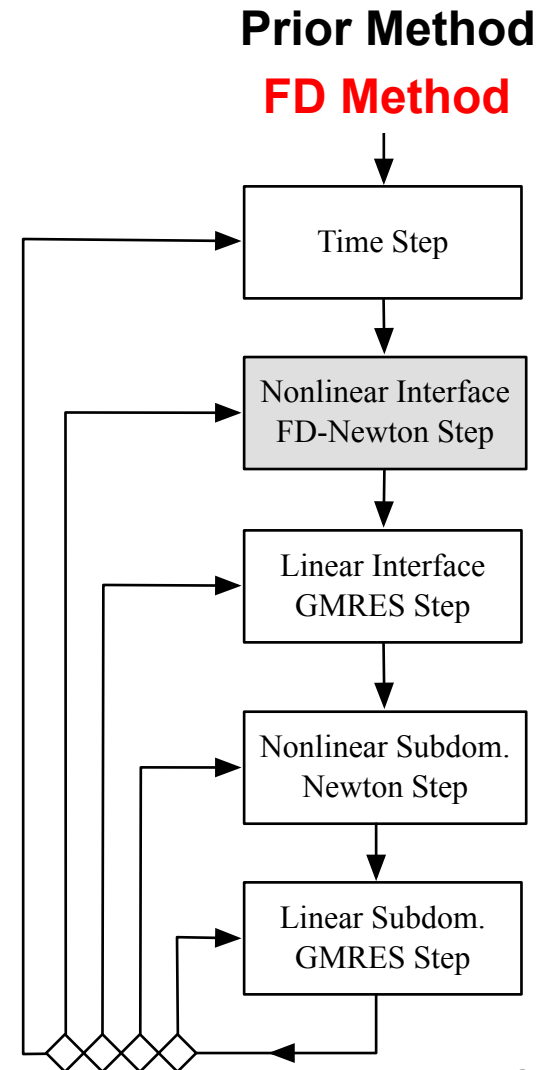 Prior Method
FD Method
Time Step
Nonlinear Interface
FD-Newton Step
Linear Interface
GMRES Step
Nonlinear Subdom.
Newton Step
Linear Subdom.
GMRES Step